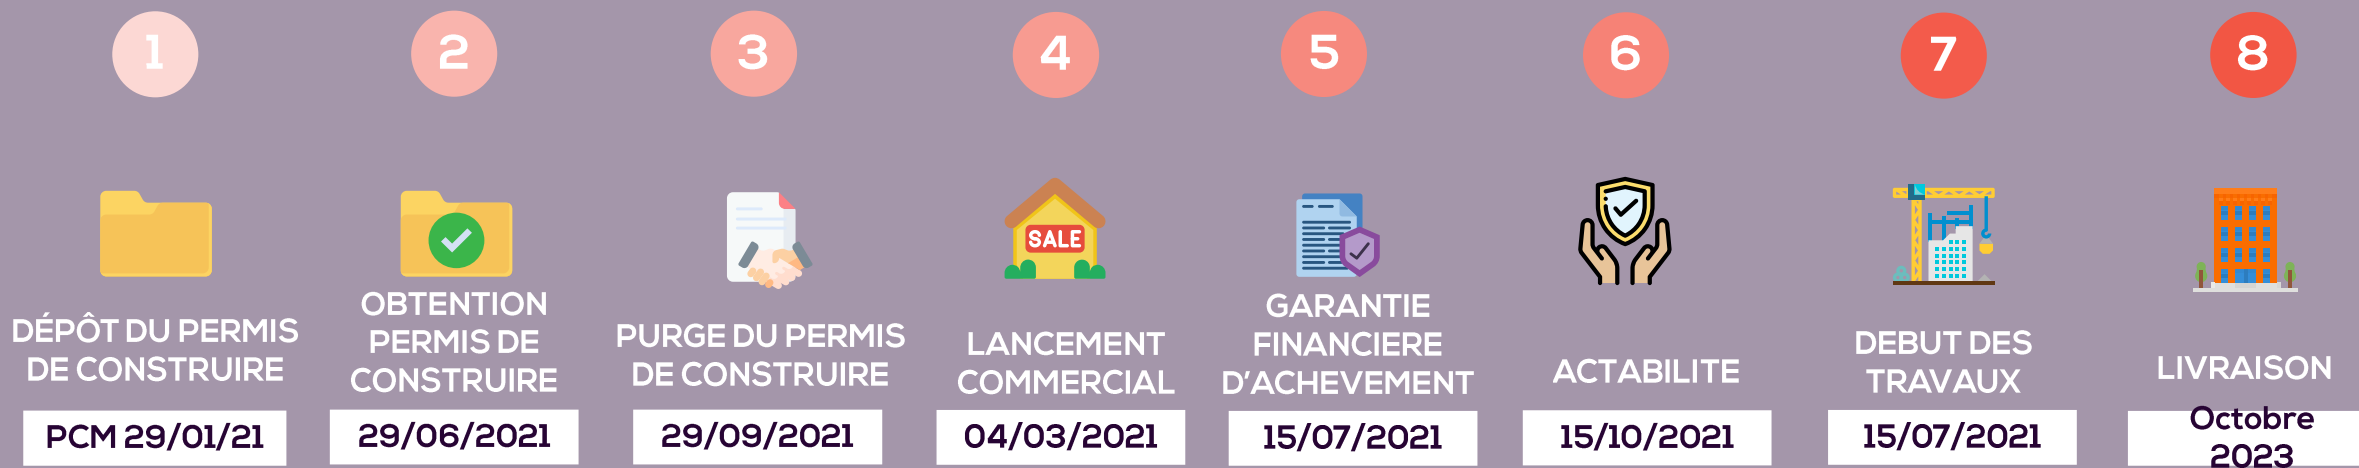 1
DÉPÔT DU PERMIS
DE CONSTRUIRE
PCM 29/01/21
2
OBTENTION
PERMIS DE
CONSTRUIRE
29/06/2021
3
PURGE DU PERMIS
DE CONSTRUIRE
29/09/2021
4
SALE
LANCEMENT
COMMERCIAL
04/03/2021
5
GARANTIE
FINANCIERE
D'ACHEVEMENT
15/07/2021
6
ACTABILITE
15/10/2021
7
DEBUT DES
TRAVAUX
15/07/2021
8
LIVRAISON
Octobre
2023